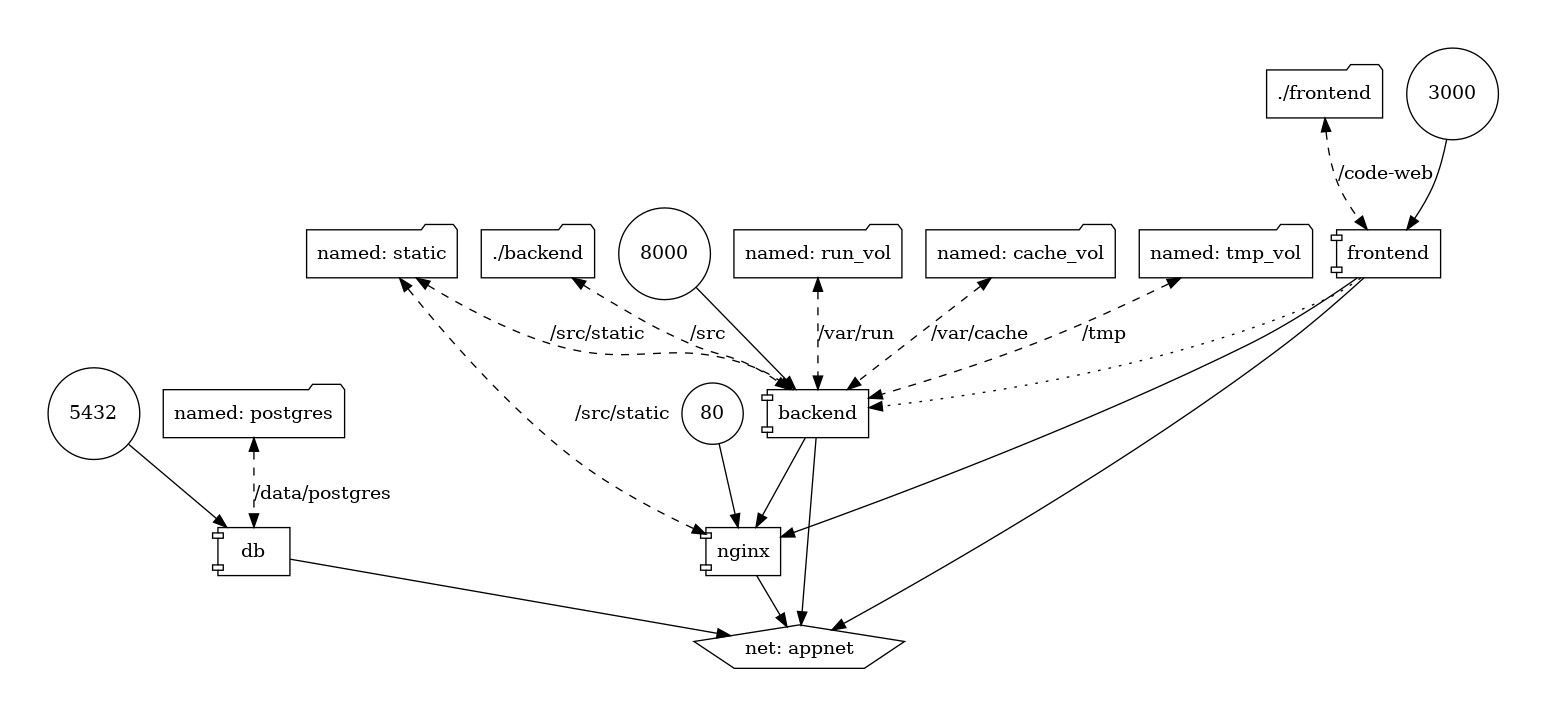 ./frontend
3000
/code-web
named: static
./backend
8000
named: run_vol
named: cache_vol
named: tmp_vol
frontend
/src/static
/src
/var/run
/var/cache
/tmp
5432
named: postgres
/src/static
80
backend
/data/postgres
db
nginx
net: appnet